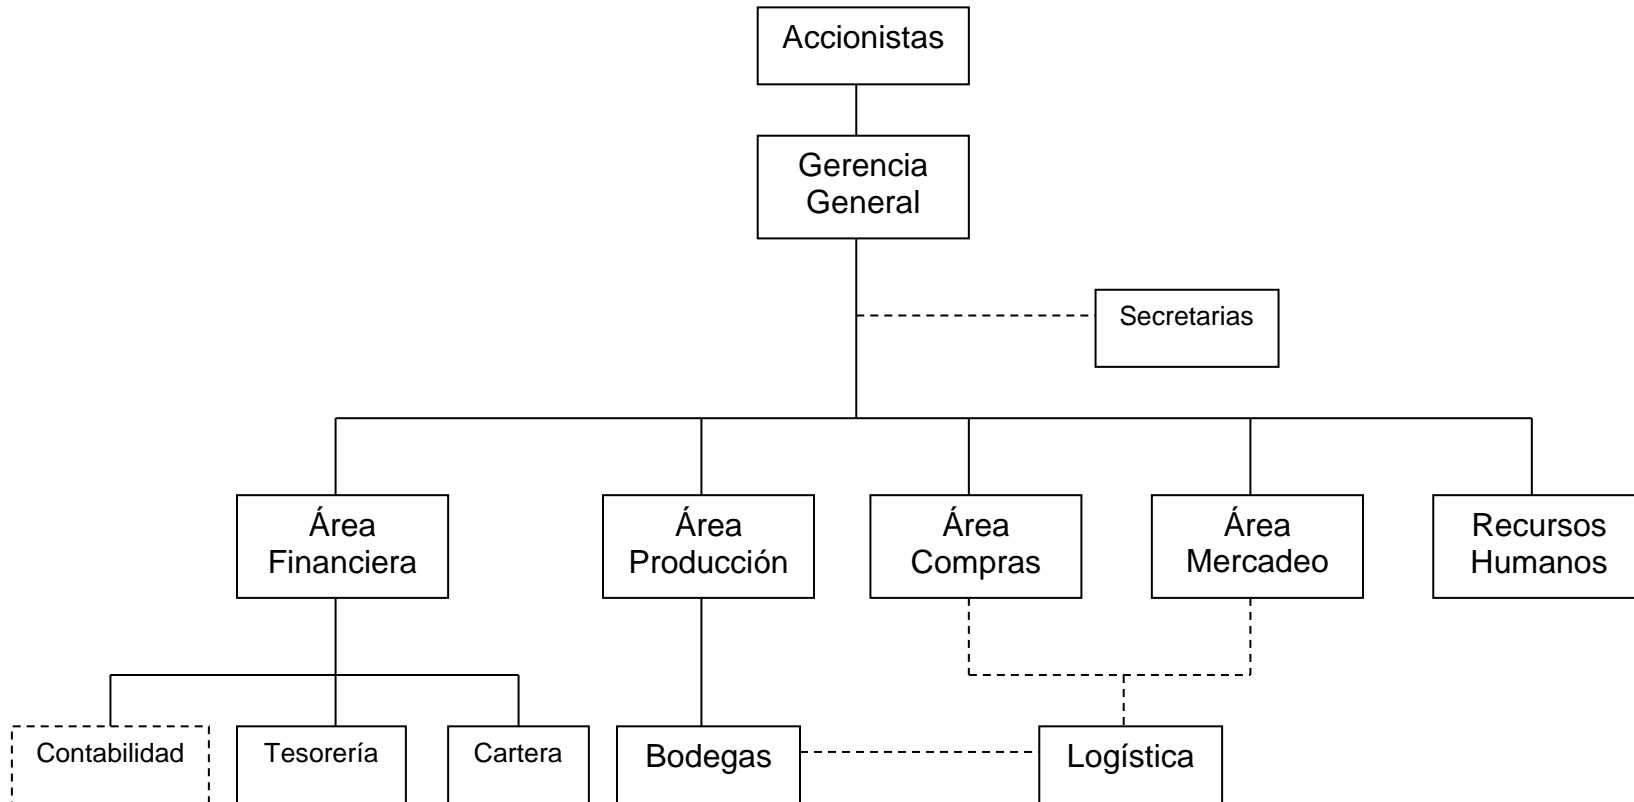 Accionistas
Gerencia
General
Secretarias
Área
Financiera
Área
Producción
Área
Compras
Área
Mercadeo
Recursos
Humanos
Contabilidad
Tesorería
Cartera
Bodegas
Logística